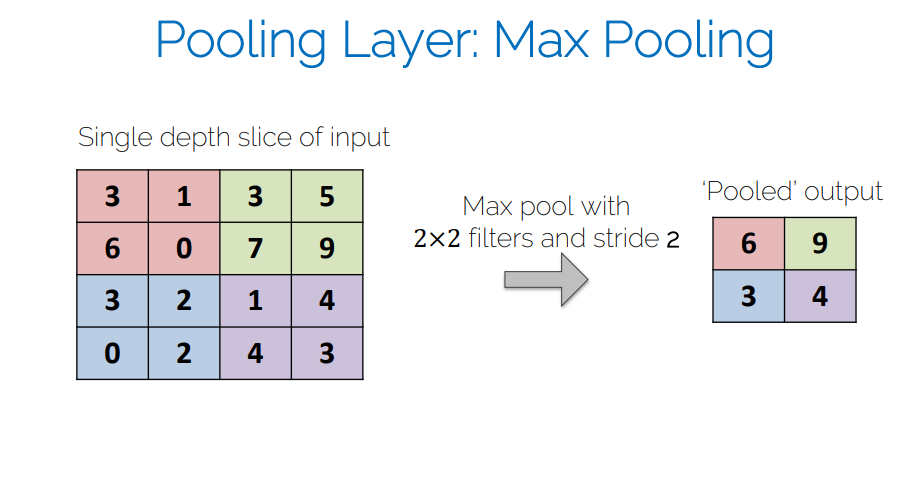 Pooling Layer: Max Pooling
Single depth slice of input
3 1 3 5
6 0 7 9
3 2 1 4
0 2 4 3
Max pool with
2×2 filters and stride 2
‘Pooled’ output
6 9
3 4